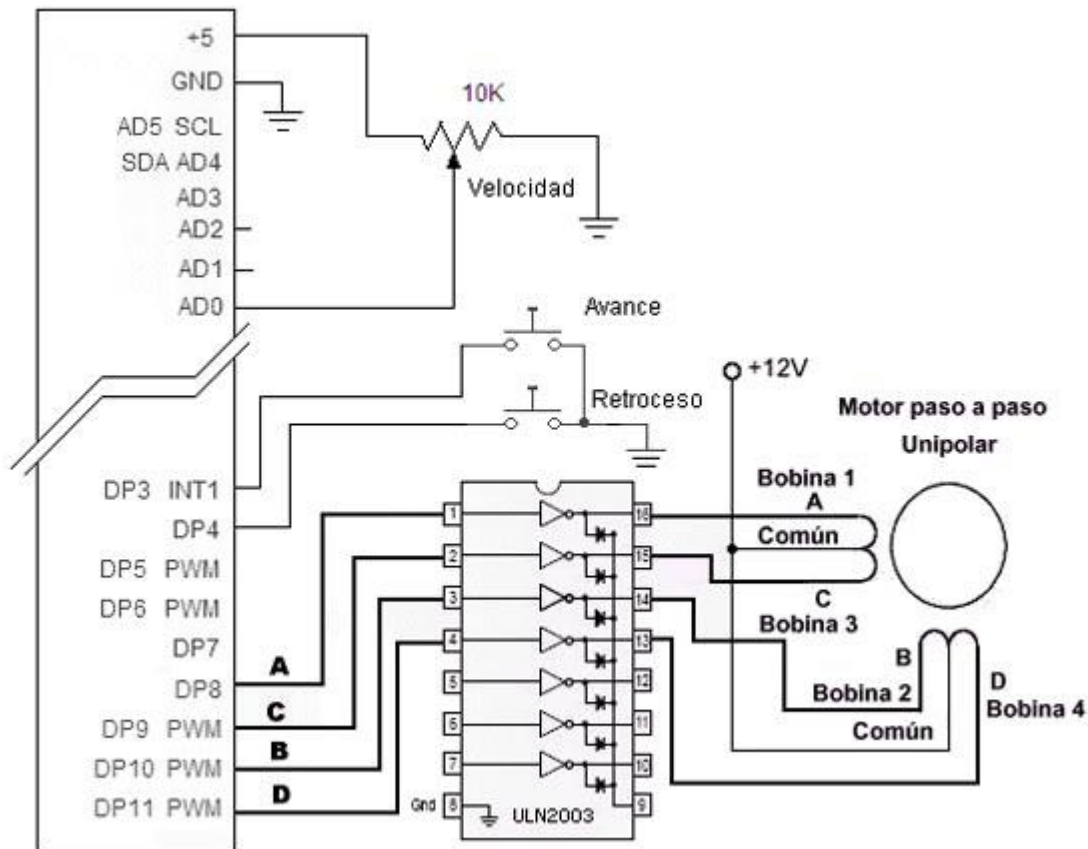 +5
GND
AD5 SCL
SDA AD4
AD3
AD2
AD1
AD0
10K
Velocidad
Avance
Retroceso
+12V
Motor paso a paso
Unipolar
DP3 INT1
DP4
DP5 PWM
DP6 PWM
DP7
DP8
DP9 PWM
DP10 PWM
DP11 PWM
A
C
B
D
1
2
3
4
5
6
7
Gnd 8
ULN2003
16
15
14
13
12
11
10
9
Bobina 1
A
Común
C
Bobina 3
B
Bobina 2
Común
D
Bobina 4